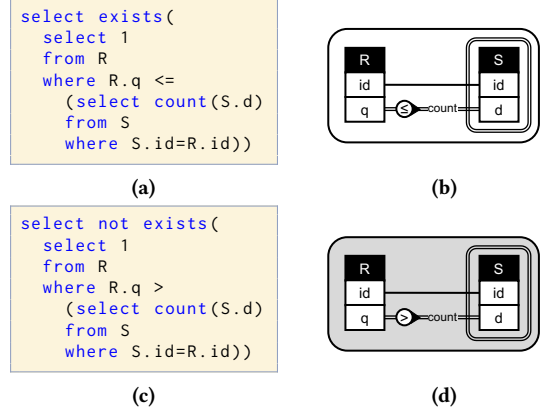 select exists(
select 1
from R
where R.q <=
(select count(S.d)
from S
where S.id=R.id))
(a)
R S
id id
q ≤ count d
(b)
select not exists(
select 1
from R
where R.q >
(select count(S.d)
from S
where S.id=R.id))
(c)
R S
id id
q > count d
(d)